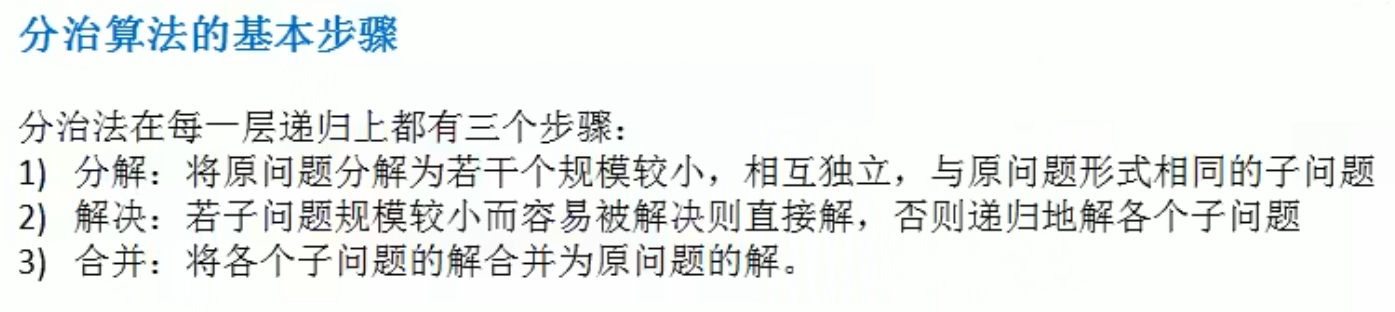 分治算法的基本步骤
分治法在每一层递归上都有三个步骤：
1) 分解：将原问题分解为若干个规模较小，相互独立，与原问题形式相同的子问题
2) 解决：若子问题规模较小而容易被解决则直接解，否则递归地解各个子问题
3) 合并：将各个子问题的解合并为原问题的解。